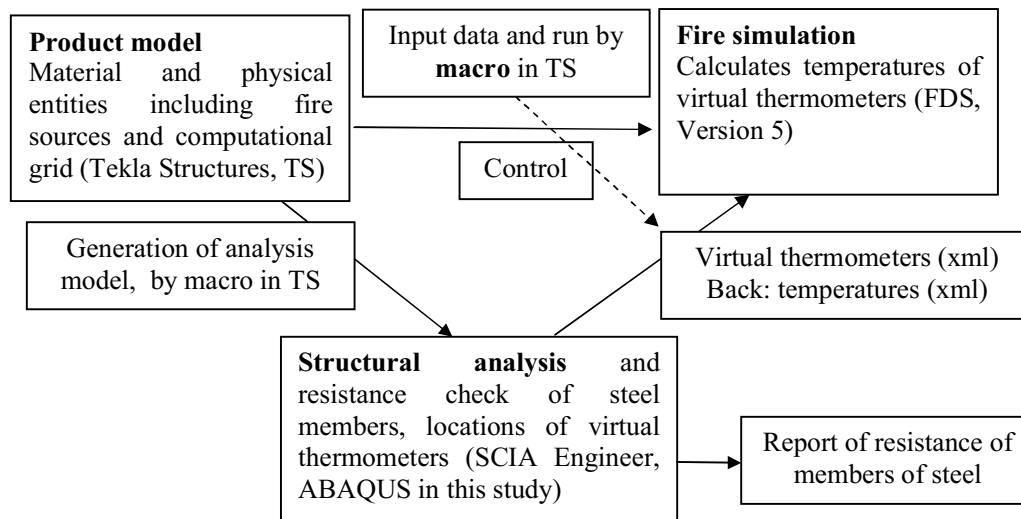 Product model
Material and physical
entities including fire
sources and computational
grid (Tekla Structures, TS)
Input data and run by
macro in TS
Fire simulation
Calculates temperatures of
virtual thermometers (FDS,
Version 5)
Control
Generation of analysis
model, by macro in TS
Virtual thermometers (xml)
Back: temperatures (xml)
Structural analysis and
resistance check of steel
members, locations of virtual
thermometers (SCIA Engineer,
ABAQUS in this study)
Report of resistance of
members of steel